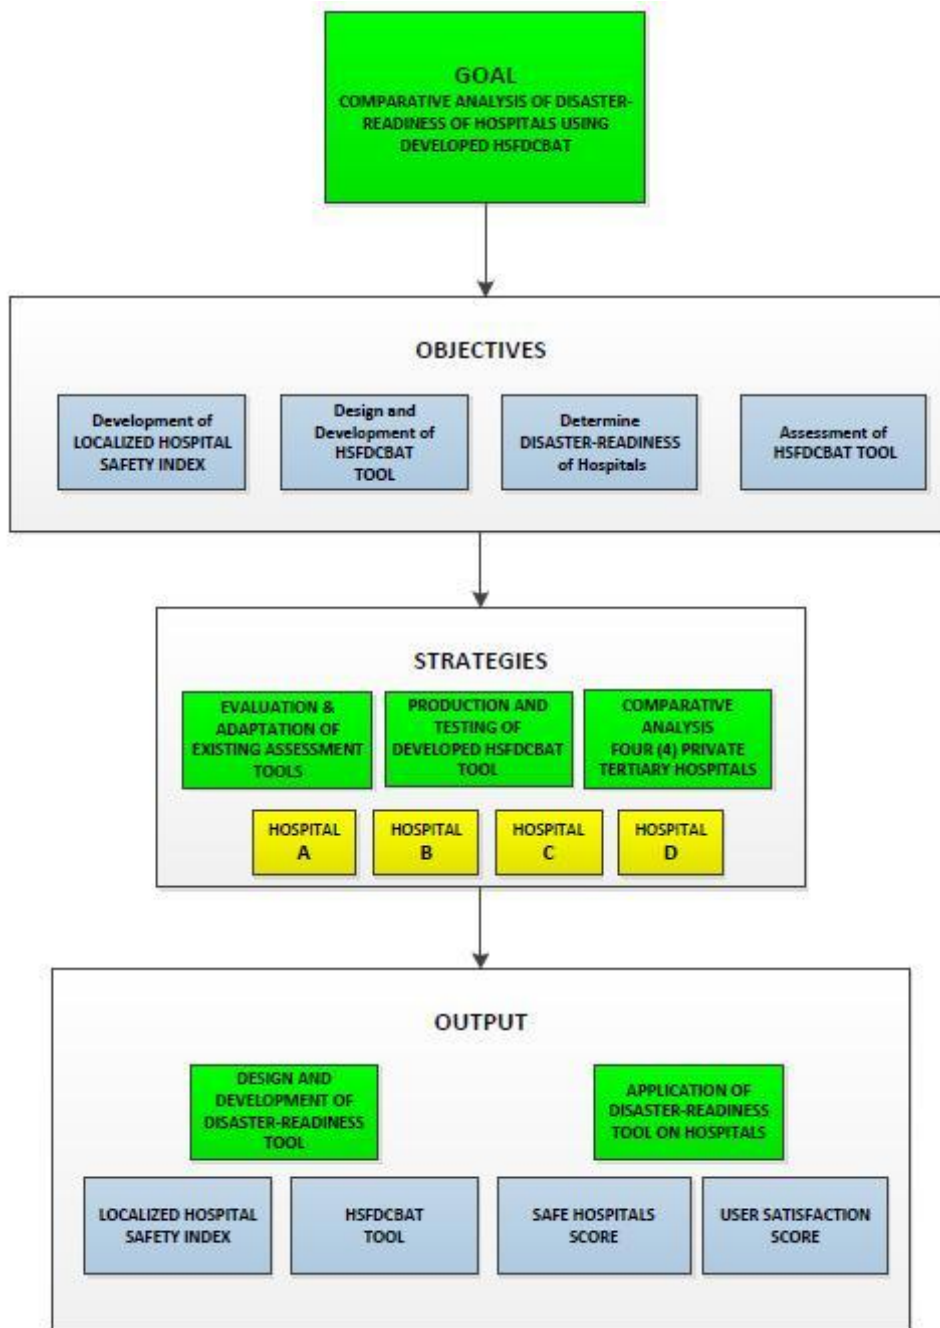 GOAL
COMPARATIVE ANALYSIS OF DISASTER-
READINESS OF HOSPITALS USING
DEVELOPED HSFDCBAT
OBJECTIVES
Development of
LOCALIZED HOSPITAL
SAFETY INDEX
Design and
Development of
HSFDCBAT
TOOL
Determine
DISASTER-READINESS
of Hospitals
Assessment of
HSFDCBAT TOOL
STRATEGIES
EVALUATION &
ADAPTATION OF
EXISTING ASSESSMENT
TOOLS
PRODUCTION AND
TESTING OF
DEVELOPED HSFDCBAT
TOOL
COMPARATIVE
ANALYSIS
FOUR (4) PRIVATE
TERTIARY HOSPITALS
HOSPITAL
A
HOSPITAL
B
HOSPITAL
C
HOSPITAL
D
OUTPUT
DESIGN AND
DEVELOPMENT OF
DISASTER-READINESS
TOOL
APPLICATION OF
DISASTER-READINESS
TOOL ON HOSPITALS
LOCALIZED HOSPITAL
SAFETY INDEX
HSFDCBAT
TOOL
SAFE HOSPITALS
SCORE
USER SATISFACTION
SCORE